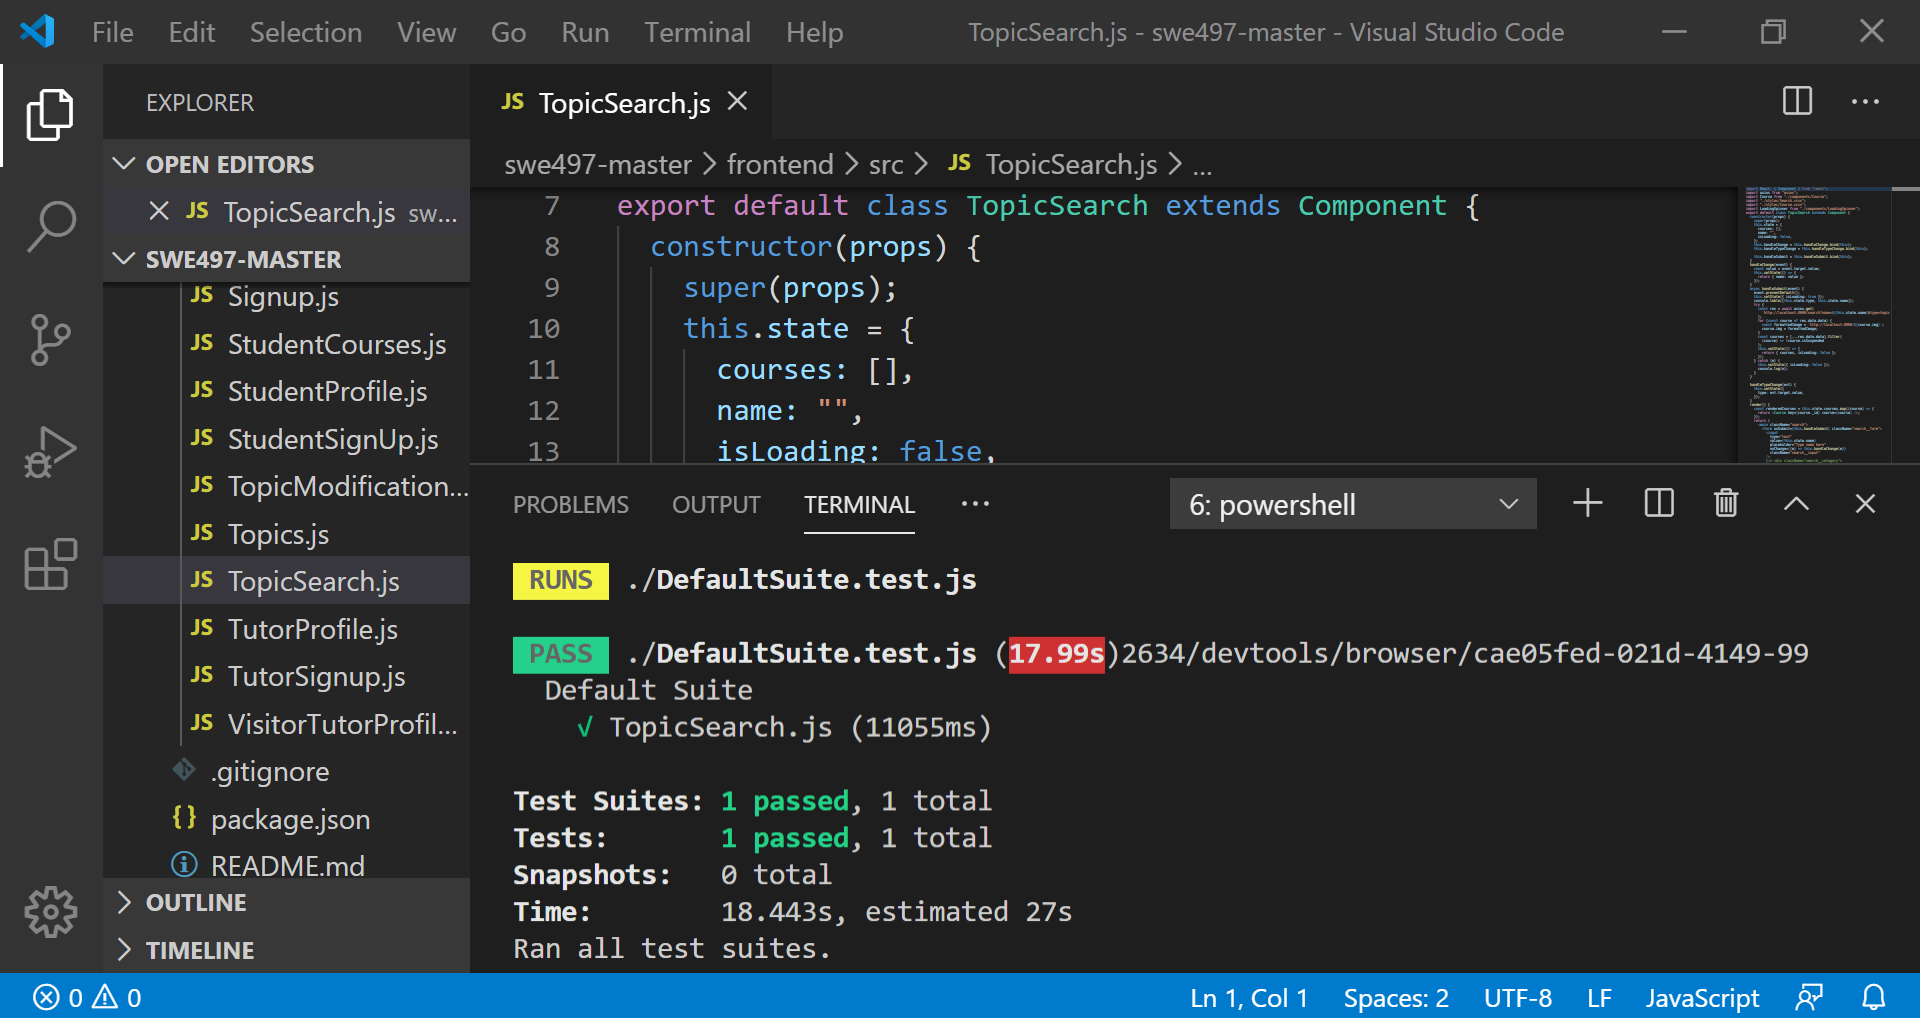 File Edit Selection View Go Run Terminal Help TopicSearch.js - swe497-master - Visual Studio Code
EXPLORER
OPEN EDITORS
JS TopicSearch.js sw...
SWE497-MASTER
JS Signup.js
JS StudentCourses.js
JS StudentProfile.js
JS StudentSignUp.js
JS TopicModification...
JS Topics.js
JS TopicSearch.js
JS TutorProfile.js
JS TutorSignup.js
JS VisitorTutorProfil...
.gitignore
{} package.json
README.md
OUTLINE
TIMELINE
JS TopicSearch.js
swe497-master > frontend > src > JS TopicSearch.js > ...
7 export default class TopicSearch extends Component {
8 constructor(props) {
9 super(props);
10 this.state = {
11 courses: [],
12 name: "",
13 isLoading: false,
PROBLEMS OUTPUT TERMINAL ... 6: powershell
RUNS ./DefaultSuite.test.js
PASS ./DefaultSuite.test.js (17.99s)2634/devtools/browser/cae05fed-021d-4149-99
Default Suite
√ TopicSearch.js (11055ms)
Test Suites: 1 passed, 1 total
Tests: 1 passed, 1 total
Snapshots: 0 total
Time: 18.443s, estimated 27s
Ran all test suites.
0 0 Ln 1, Col 1 Spaces: 2 UTF-8 LF JavaScript